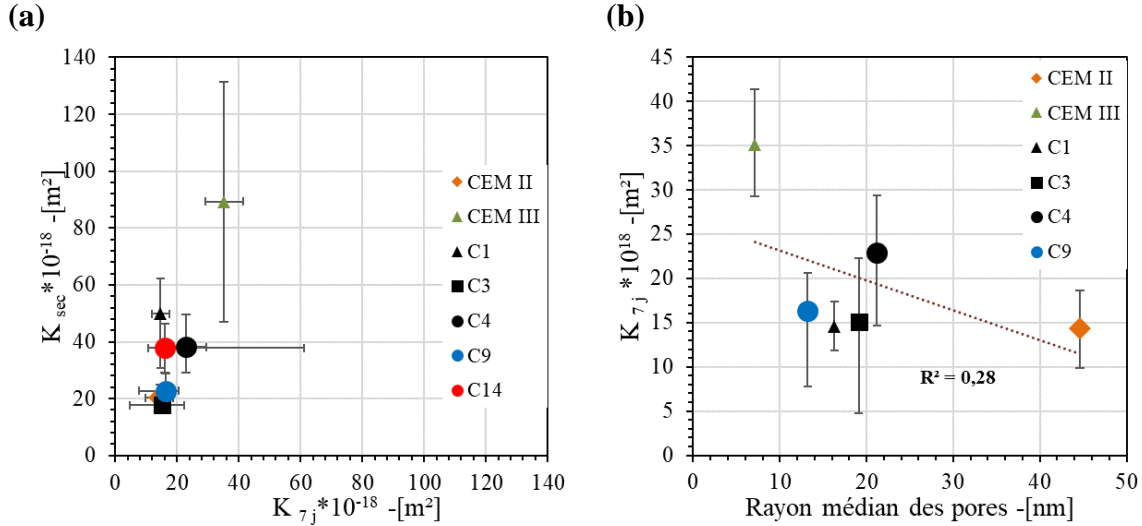 (a)
140
120
100
80
60
40
20
0
K sec*10-18 -[m²]
0 20 40 60 80 100 120 140
K 7 j*10-18 -[m²]
CEM II
CEM III
C1
C3
C4
C9
C14
(b)
45
40
35
30
25
20
15
10
5
0
K 7 j*1018 -[m²]
0 10 20 30 40 50
Rayon médian des pores -[nm]
CEM II
CEM III
C1
C3
C4
C9
R² = 0,28